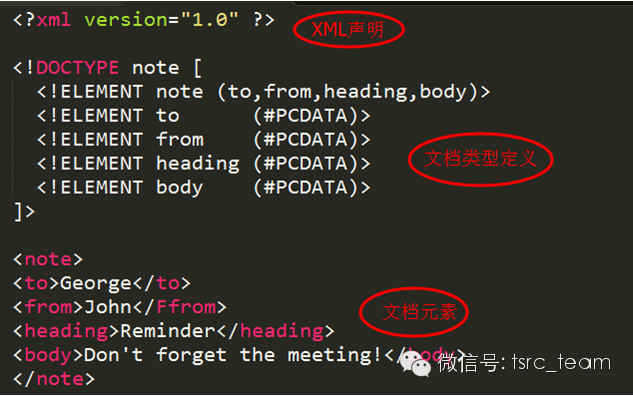 <?xml version="1.0" ?>
XML声明
<!DOCTYPE note [
<!ELEMENT note (to,from,heading,body)>
<!ELEMENT to (#PCDATA)>
<!ELEMENT from (#PCDATA)>
<!ELEMENT heading (#PCDATA)>
<!ELEMENT body (#PCDATA)>
文档类型定义
]>
<note>
<to>George</to>
<from>John</Ffrom>
文档元素
<heading>Reminder</heading>
<body>Don't forget the meeting!</body>
微信号: tsrc_team
</note>